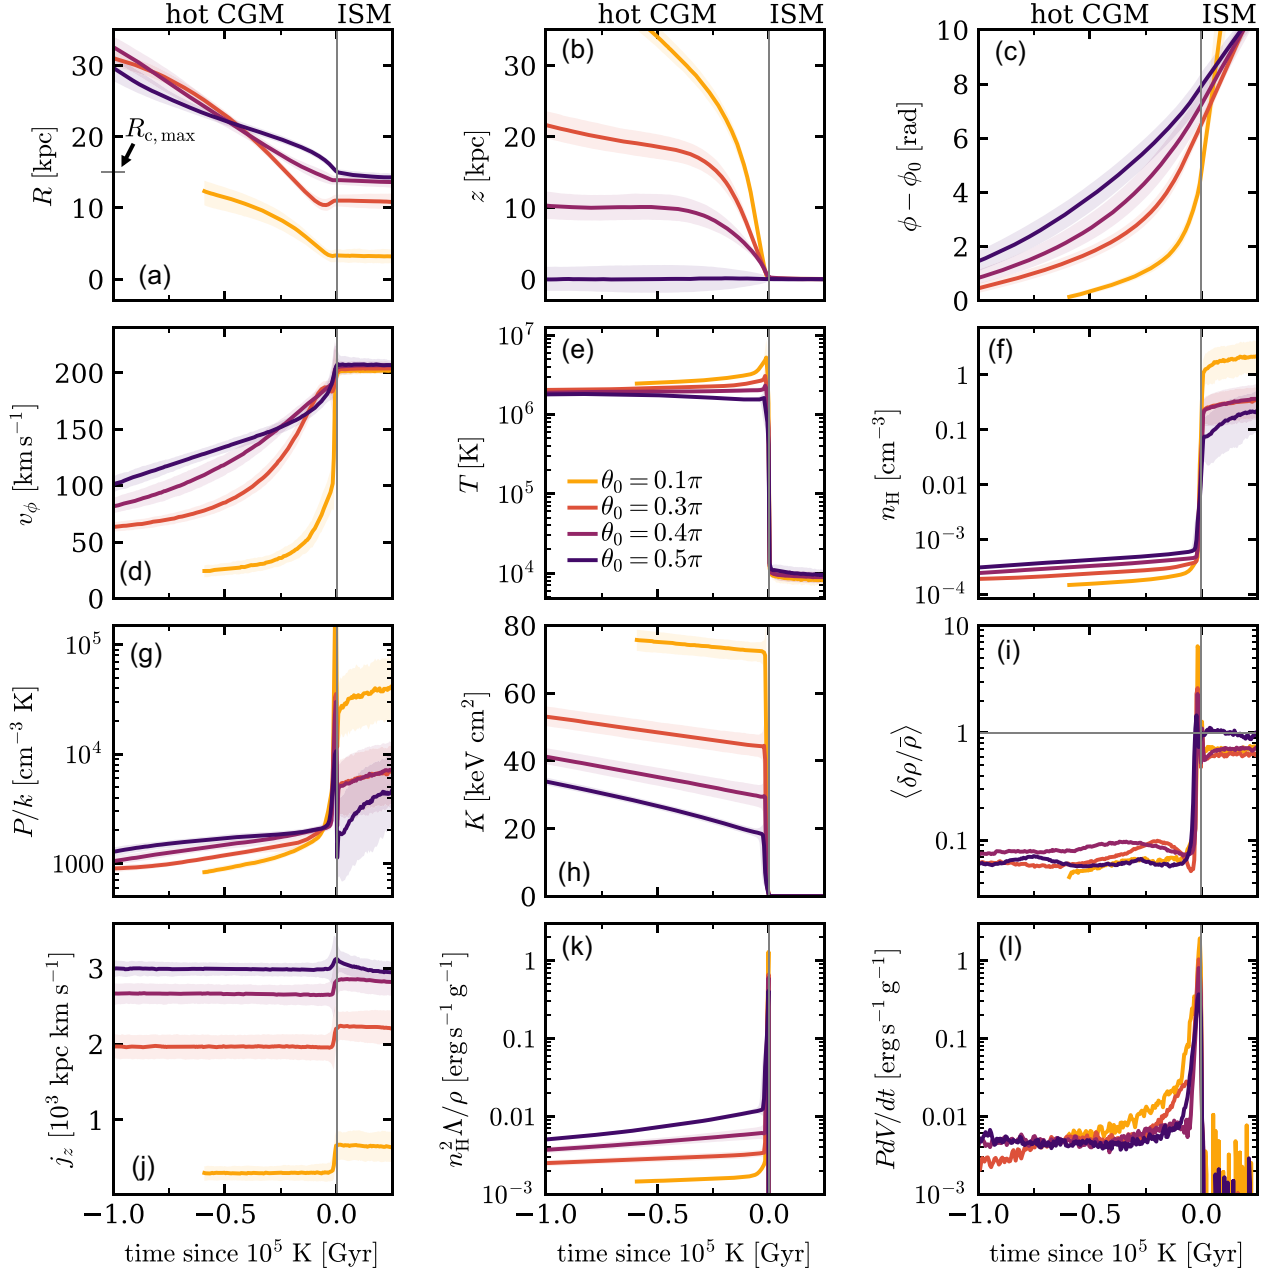 hot CGM ISM hot CGM ISM hot CGM ISM
30
20
10
0
R [kpc]
R_{c, max}
(a)
30
20
10
0
z [kpc]
(b)
10
8
6
4
2
0
ϕ − ϕ_0 [rad]
(c)
200
150
100
50
0
v_ϕ [km s^{−1}]
(d)
10^7
10^6
10^5
10^4
T [K]
(e)
θ_0 = 0.1π
θ_0 = 0.3π
θ_0 = 0.4π
θ_0 = 0.5π
1
0.1
0.01
10^{−3}
10^{−4}
n_H [cm^{−3}]
(f)
10^5
10^4
1000
P/k [cm^{−3} K]
(g)
80
60
40
20
0
K [keV cm^2]
(h)
10
1
0.1
⟨δρ/ρ̄⟩
(i)
3
2
1
j_z [10^3 kpc km s^{−1}]
(j)
−1.0 −0.5 0.0
time since 10^5 K [Gyr]
1
0.1
0.01
10^{−3}
n_H^2 Λ/ρ [erg s^{−1} g^{−1}]
(k)
−1.0 −0.5 0.0
time since 10^5 K [Gyr]
1
0.1
0.01
10^{−3}
PdV/dt [erg s^{−1} g^{−1}]
(l)
−1.0 −0.5 0.0
time since 10^5 K [Gyr]